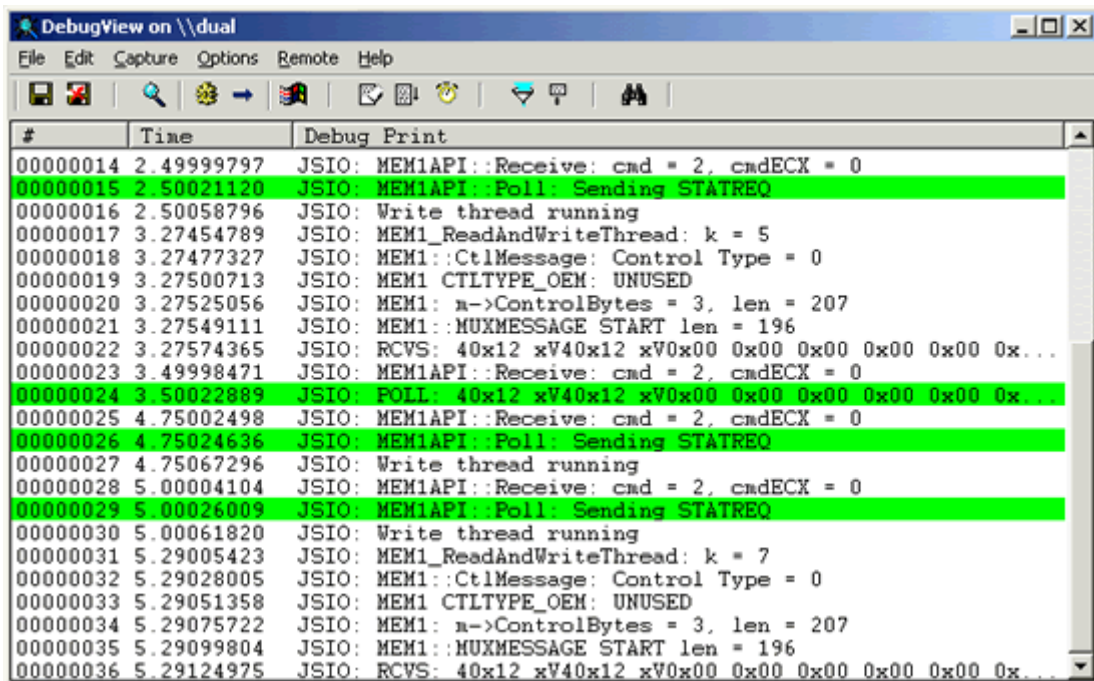 DebugView on \\dual
File Edit Capture Options Remote Help
# Time Debug Print
00000014 2.49999797 JSIO: MEM1API::Receive: cmd = 2, cmdECX = 0
00000015 2.50021120 JSIO: MEM1API::Poll: Sending STATREQ
00000016 2.50058796 JSIO: Write thread running
00000017 3.27454789 JSIO: MEM1_ReadAndWriteThread: k = 5
00000018 3.27477327 JSIO: MEM1::CtlMessage: Control Type = 0
00000019 3.27500713 JSIO: MEM1 CTLTYPE_OEM: UNUSED
00000020 3.27525056 JSIO: MEM1: m->ControlBytes = 3, len = 207
00000021 3.27549111 JSIO: MEM1::MUXMESSAGE START len = 196
00000022 3.27574365 JSIO: RCVS: 40x12 xV40x12 xV0x00 0x00 0x00 0x00 0x...
00000023 3.49998471 JSIO: MEM1API::Receive: cmd = 2, cmdECX = 0
00000024 3.50022889 JSIO: POLL: 40x12 xV40x12 xV0x00 0x00 0x00 0x00 0x...
00000025 4.75002498 JSIO: MEM1API::Receive: cmd = 2, cmdECX = 0
00000026 4.75024636 JSIO: MEM1API::Poll: Sending STATREQ
00000027 4.75067296 JSIO: Write thread running
00000028 5.00004104 JSIO: MEM1API::Receive: cmd = 2, cmdECX = 0
00000029 5.00026009 JSIO: MEM1API::Poll: Sending STATREQ
00000030 5.00061820 JSIO: Write thread running
00000031 5.29005423 JSIO: MEM1_ReadAndWriteThread: k = 7
00000032 5.29028005 JSIO: MEM1::CtlMessage: Control Type = 0
00000033 5.29051358 JSIO: MEM1 CTLTYPE_OEM: UNUSED
00000034 5.29075722 JSIO: MEM1: m->ControlBytes = 3, len = 207
00000035 5.29099804 JSIO: MEM1::MUXMESSAGE START len = 196
00000036 5.29124975 JSIO: RCVS: 40x12 xV40x12 xV0x00 0x00 0x00 0x00 0x...